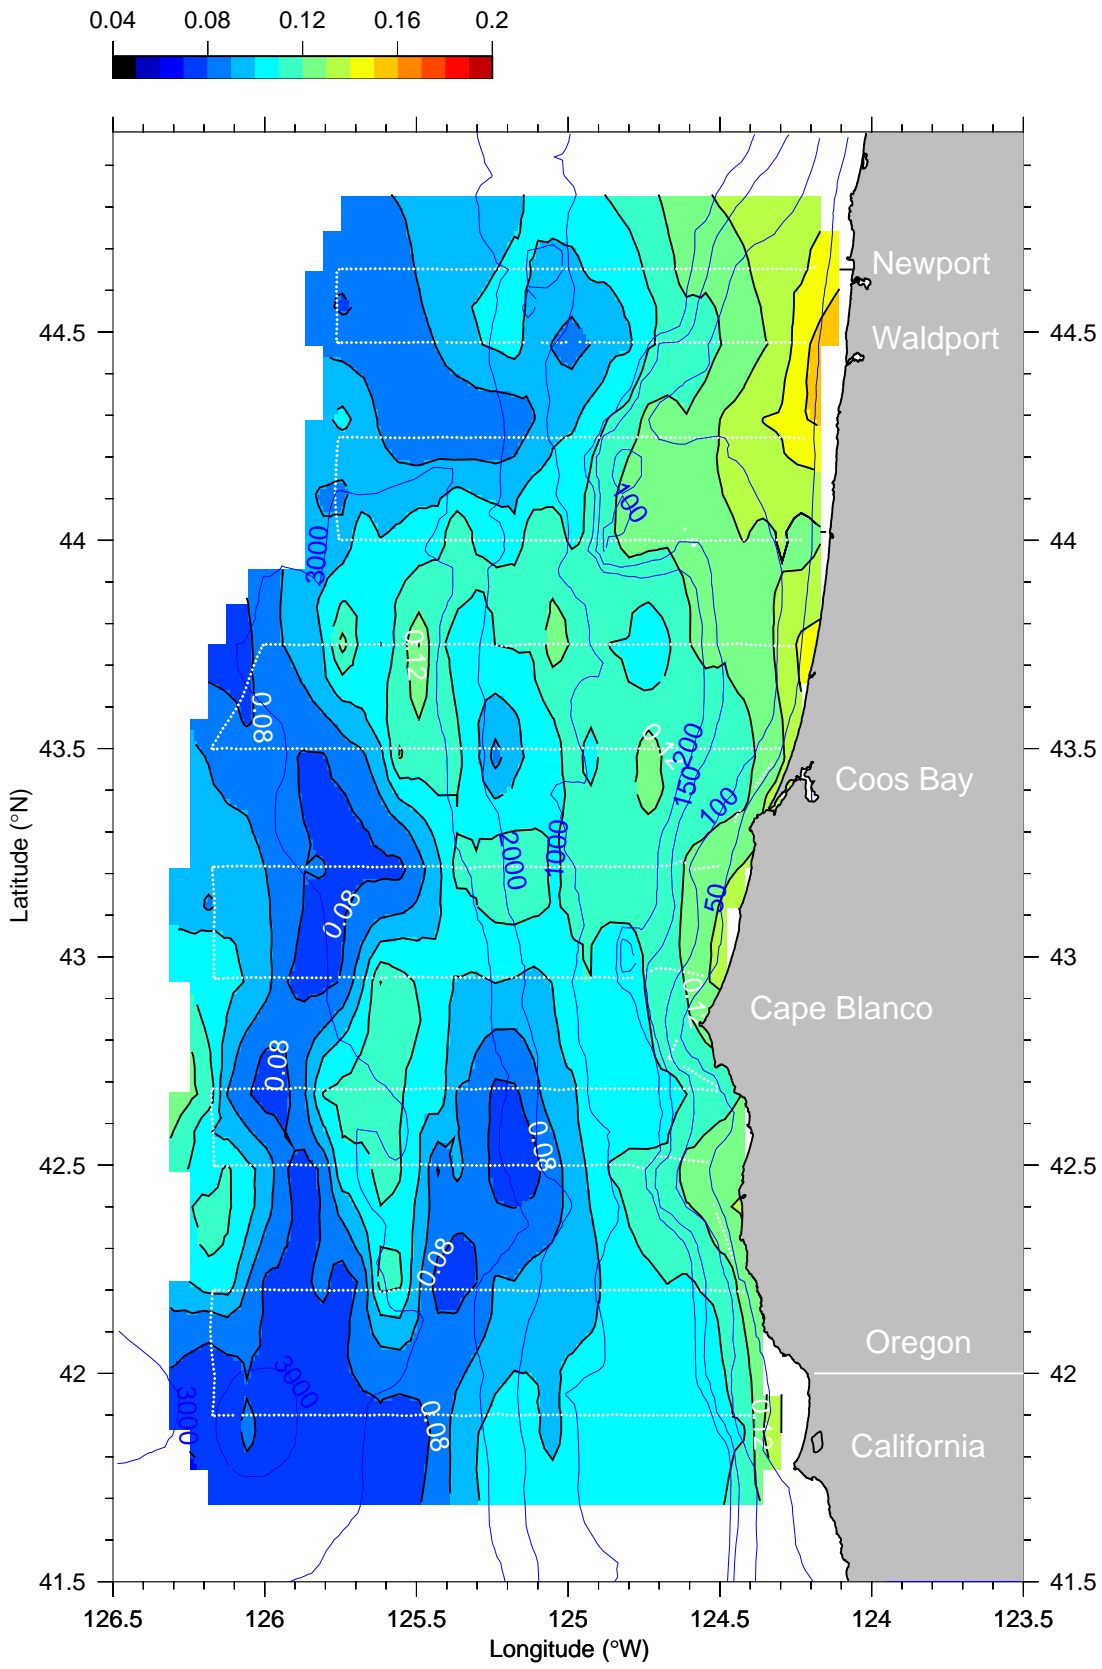 0.04 0.08 0.12 0.16 0.2
Newport
44.5 Waldport 44.5
100
44 3000 44
0.12
0.08
43.5 0.12 200 43.5
150 Coos Bay
100
2000 1000
50
0.08
43 43
0.12 Cape Blanco
0.08
0.08
42.5 42.5
0.08
Oregon
42 3000 42
3000 0.08 0.12
California
41.5 41.5
126.5 126 125.5 125 124.5 124 123.5
Longitude (°W)
Latitude (°N)